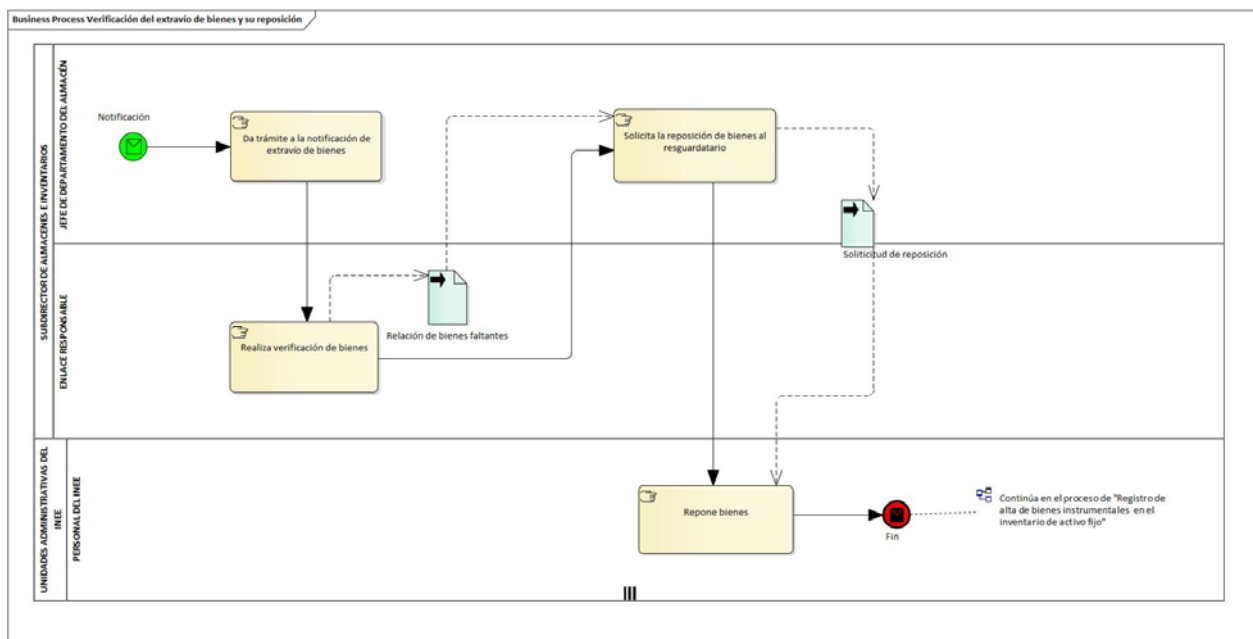 Business Process Verificación del extravio de bienes y su reposición
SUBDIRECTOR DE ALMACENES E INVENTARIOS
JEFE DE DEPARTAMENTO DEL ALMACÉN
Notificación
Da trámite a la notificación de
extravío de bienes
Solicita la reposición de bienes al
resguardatario
Soliticitud de reposición
ENLACE RESPONSABLE
Realiza verificación de bienes
Relación de bienes faltantes
UNIDADES ADMINISTRATIVAS DEL
INEE
PERSONAL DEL INEE
Repone bienes
Fin
Continúa en el proceso de "Registro de
alta de bienes instrumentales en el
inventario de activo fijo"